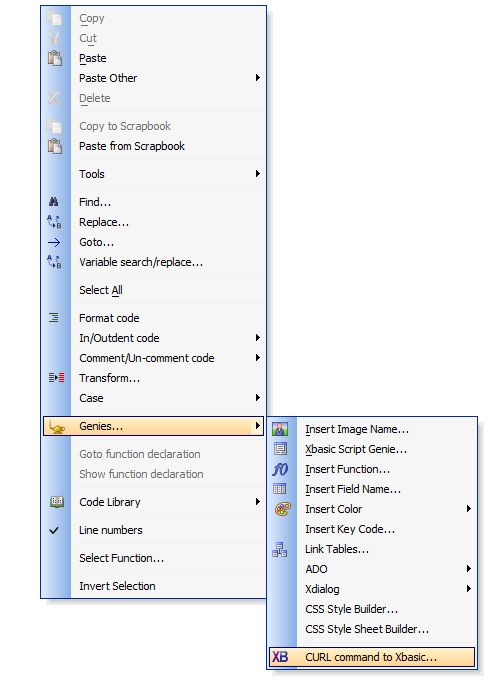 Copy
Cut
Paste
Paste Other
Delete
Copy to Scrapbook
Paste from Scrapbook
Tools
Find...
Replace...
Goto...
Variable search/replace...
Select All
Format code
In/Outdent code
Comment/Un-comment code
Transform...
Case
Genies...
Goto function declaration
Show function declaration
Code Library
Line numbers
Select Function...
Invert Selection
Insert Image Name...
Xbasic Script Genie...
Insert Function...
Insert Field Name...
Insert Color
Insert Key Code...
Link Tables...
ADO
Xdialog
CSS Style Builder...
CSS Style Sheet Builder...
XB CURL command to Xbasic...